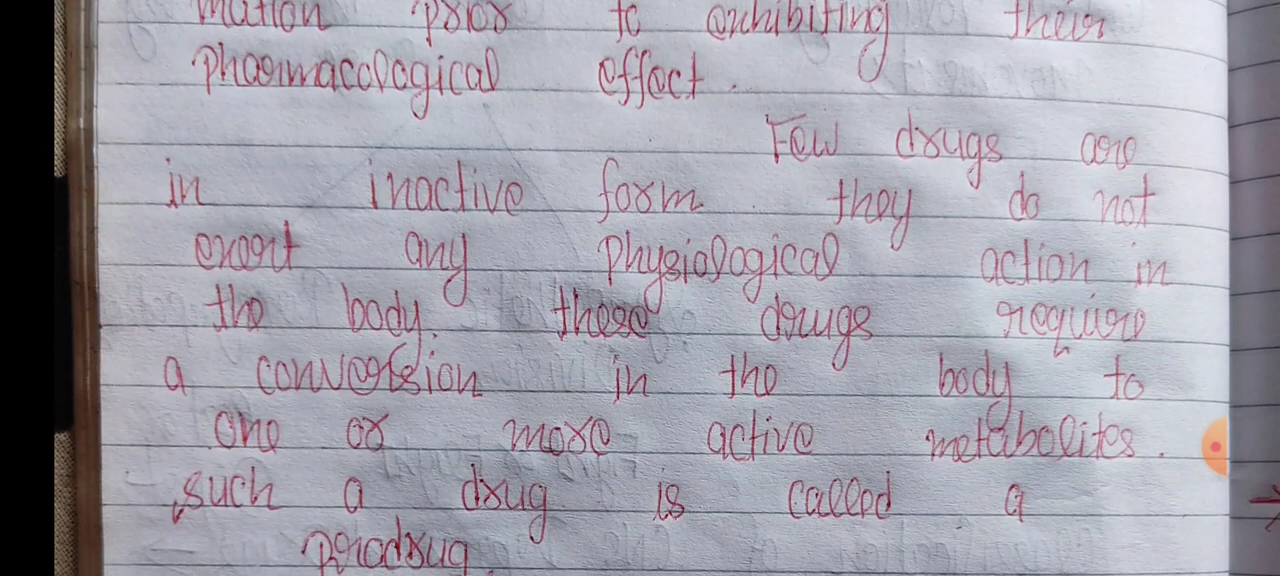 mation prior to exhibiting their
pharmacological effect.
Few drugs are
in inactive form they do not
exert any physiological action in
the body. these drugs require
a conversion in the body to
one or more active metabolites.
such a drug is called a
prodrug.